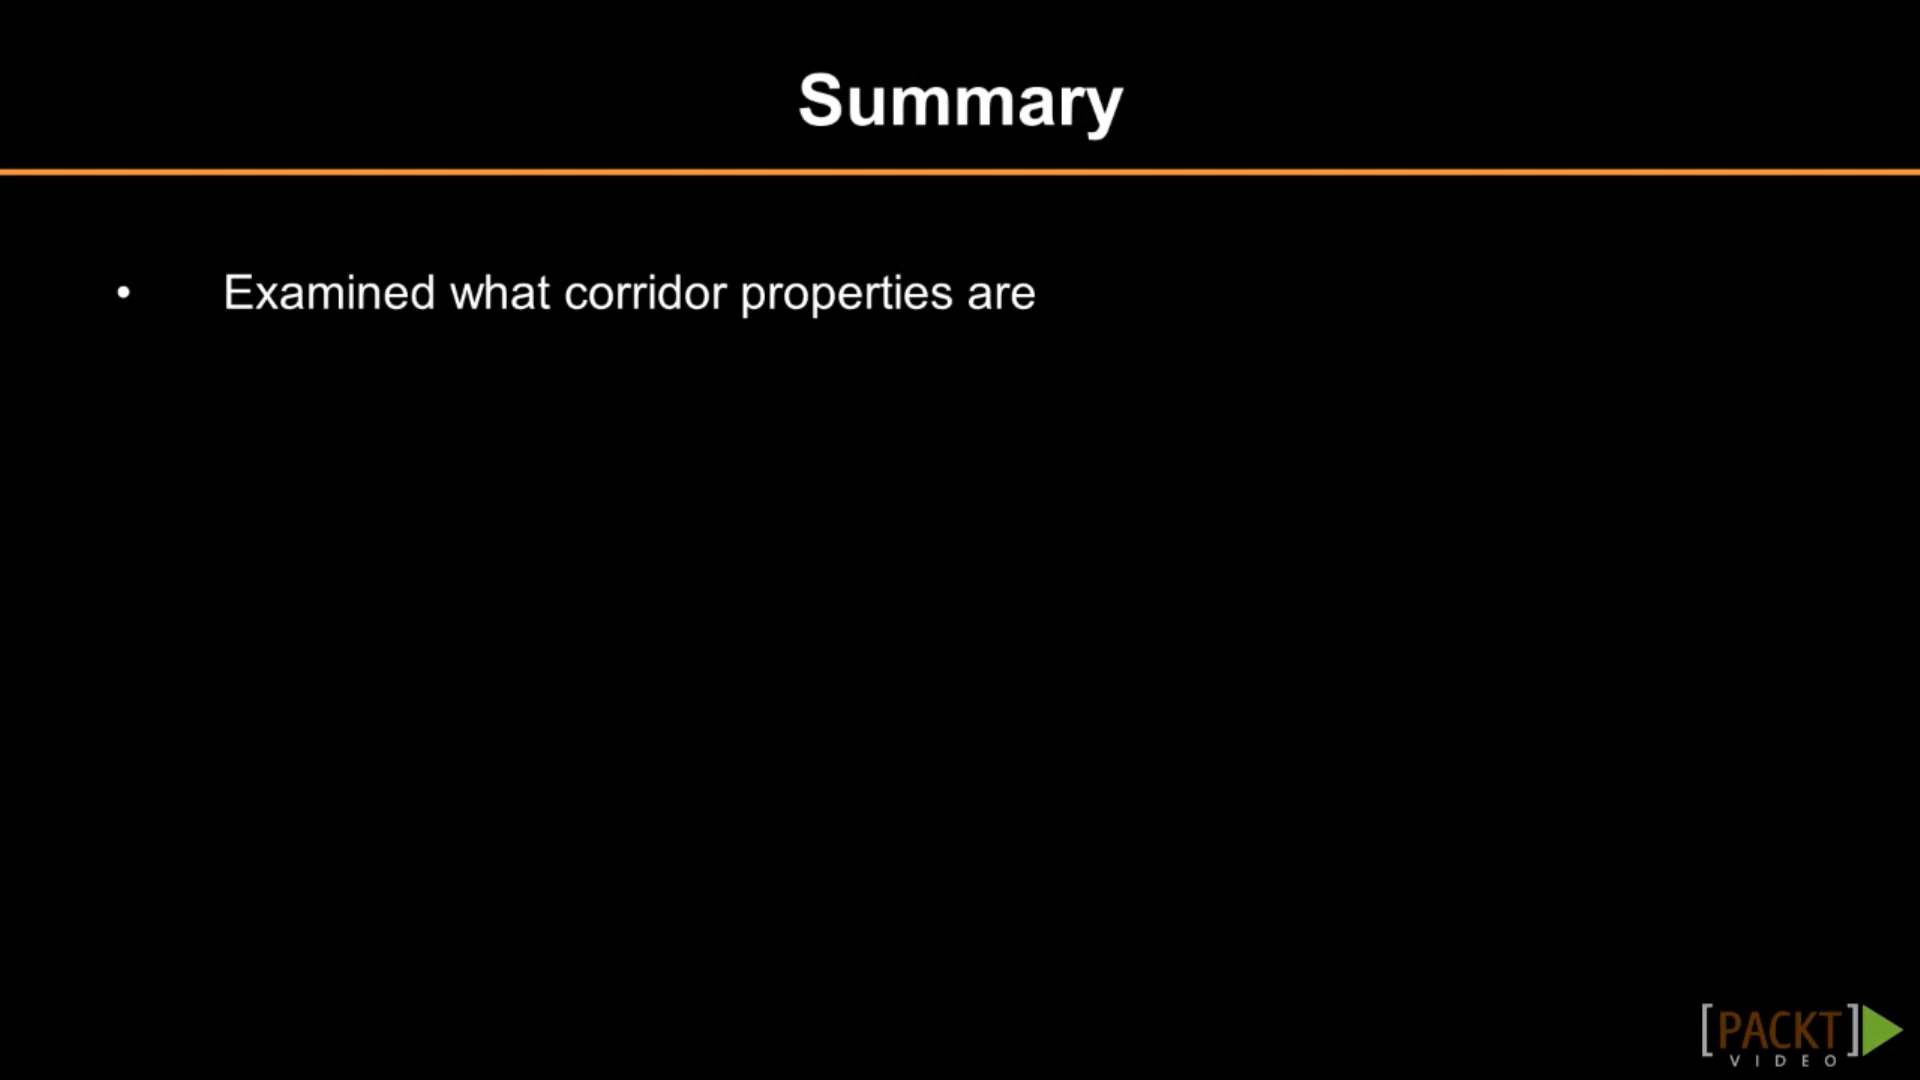 Summary
• Examined what corridor properties are
[PACKT]
VIDEO